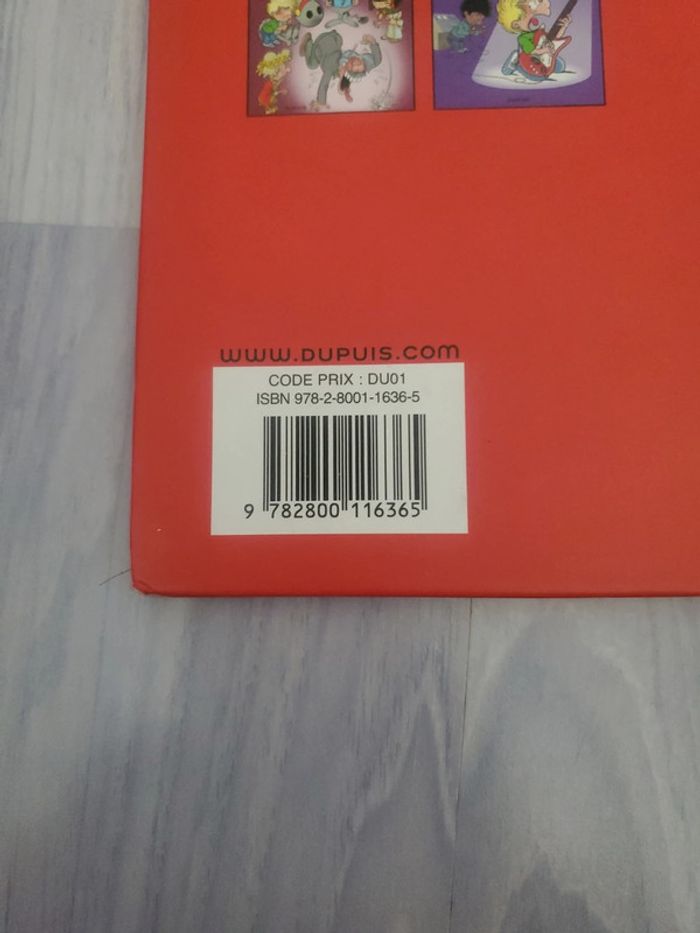 www.DUPUIS.com
CODE PRIX : DU01
ISBN 978-2-8001-1636-5
9 782800 116365